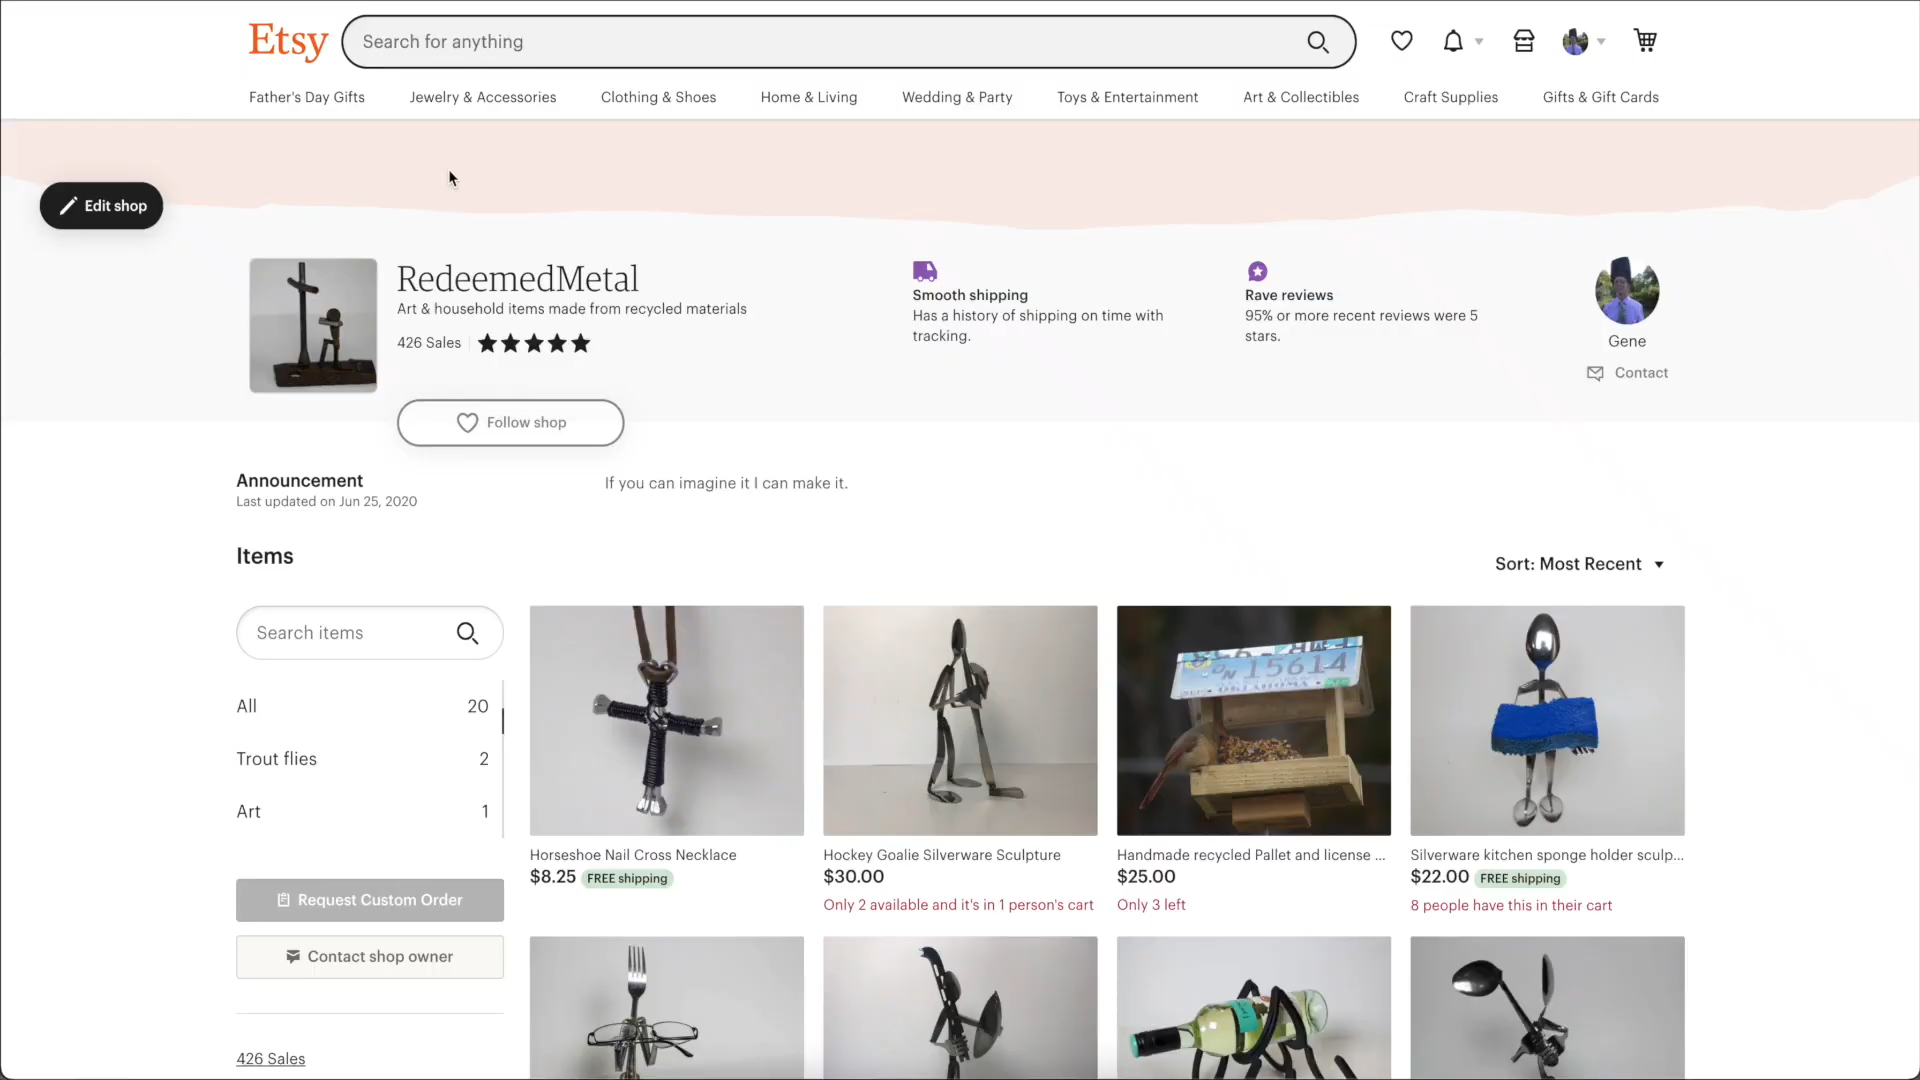 Etsy
Search for anything
Father's Day Gifts
Jewelry & Accessories
Clothing & Shoes
Home & Living
Wedding & Party
Toys & Entertainment
Art & Collectibles
Craft Supplies
Gifts & Gift Cards
Edit shop
RedeemedMetal
Art & household items made from recycled materials
426 Sales
Follow shop
Smooth shipping
Has a history of shipping on time with
tracking.
Rave reviews
95% or more recent reviews were 5
stars.
Gene
Contact
Announcement
Last updated on Jun 25, 2020
If you can imagine it I can make it.
Items
Sort: Most Recent
Search items
All 20
Trout flies 2
Art 1
Request Custom Order
Contact shop owner
426 Sales
15614
Horseshoe Nail Cross Necklace
$8.25 FREE shipping
Hockey Goalie Silverware Sculpture
$30.00
Only 2 available and it's in 1 person's cart
Handmade recycled Pallet and license ...
$25.00
Only 3 left
Silverware kitchen sponge holder sculp...
$22.00 FREE shipping
8 people have this in their cart